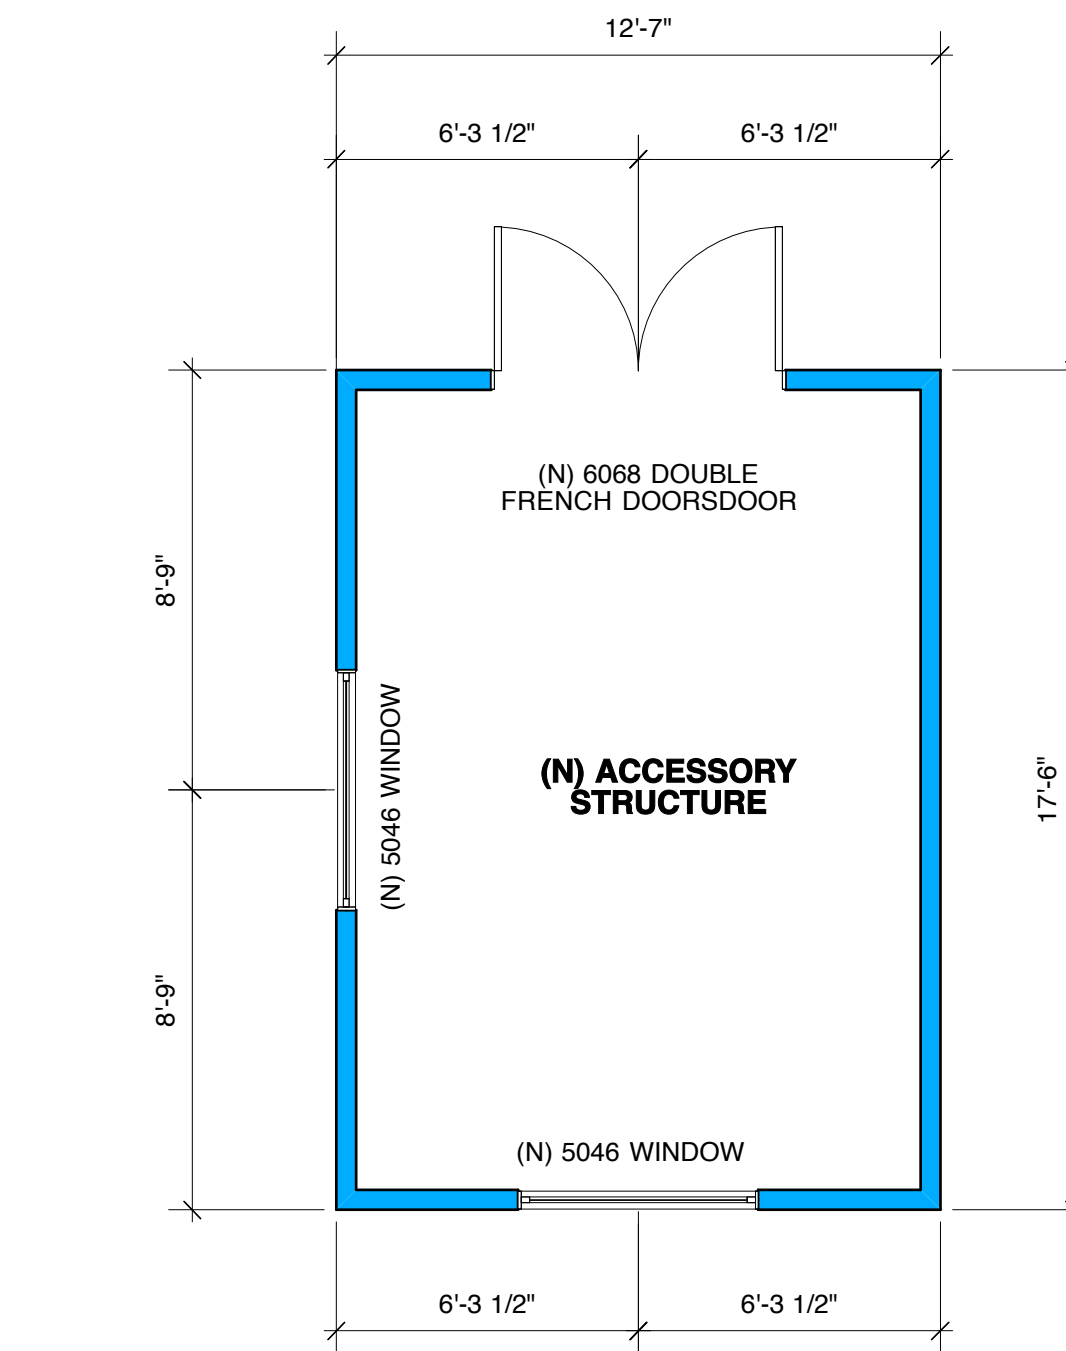 12'-7"
6'-3 1/2"
6'-3 1/2"
(N) 6068 DOUBLE
FRENCH DOORSDOOR
8'-9"
(N) 5046 WINDOW
(N) ACCESSORY
STRUCTURE
17'-6"
8'-9"
(N) 5046 WINDOW
6'-3 1/2"
6'-3 1/2"